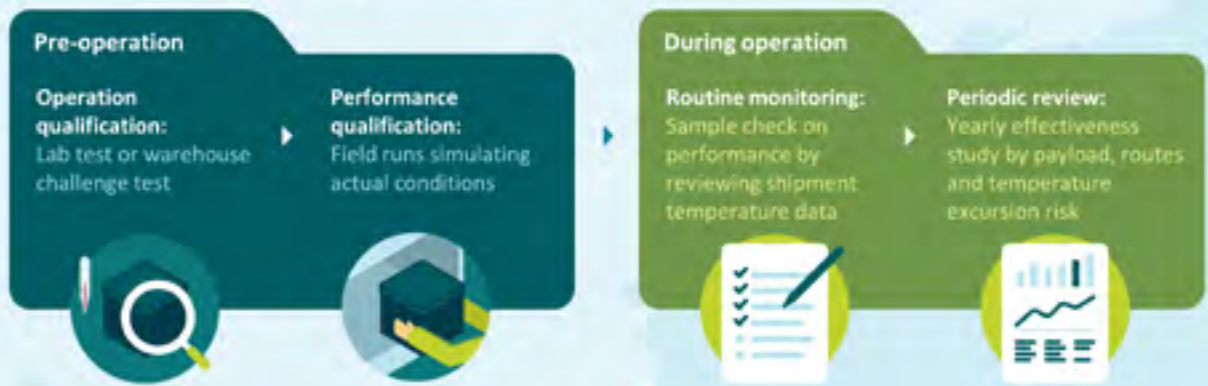 Pre-operation
Operation
qualification:
Lab test or warehouse
challenge test
Performance
qualification:
Field runs simulating
actual conditions
During operation
Routine monitoring:
Sample check on
performance by
reviewing shipment
temperature data
Periodic review:
Yearly effectiveness
study by payload, routes
and temperature
excursion risk